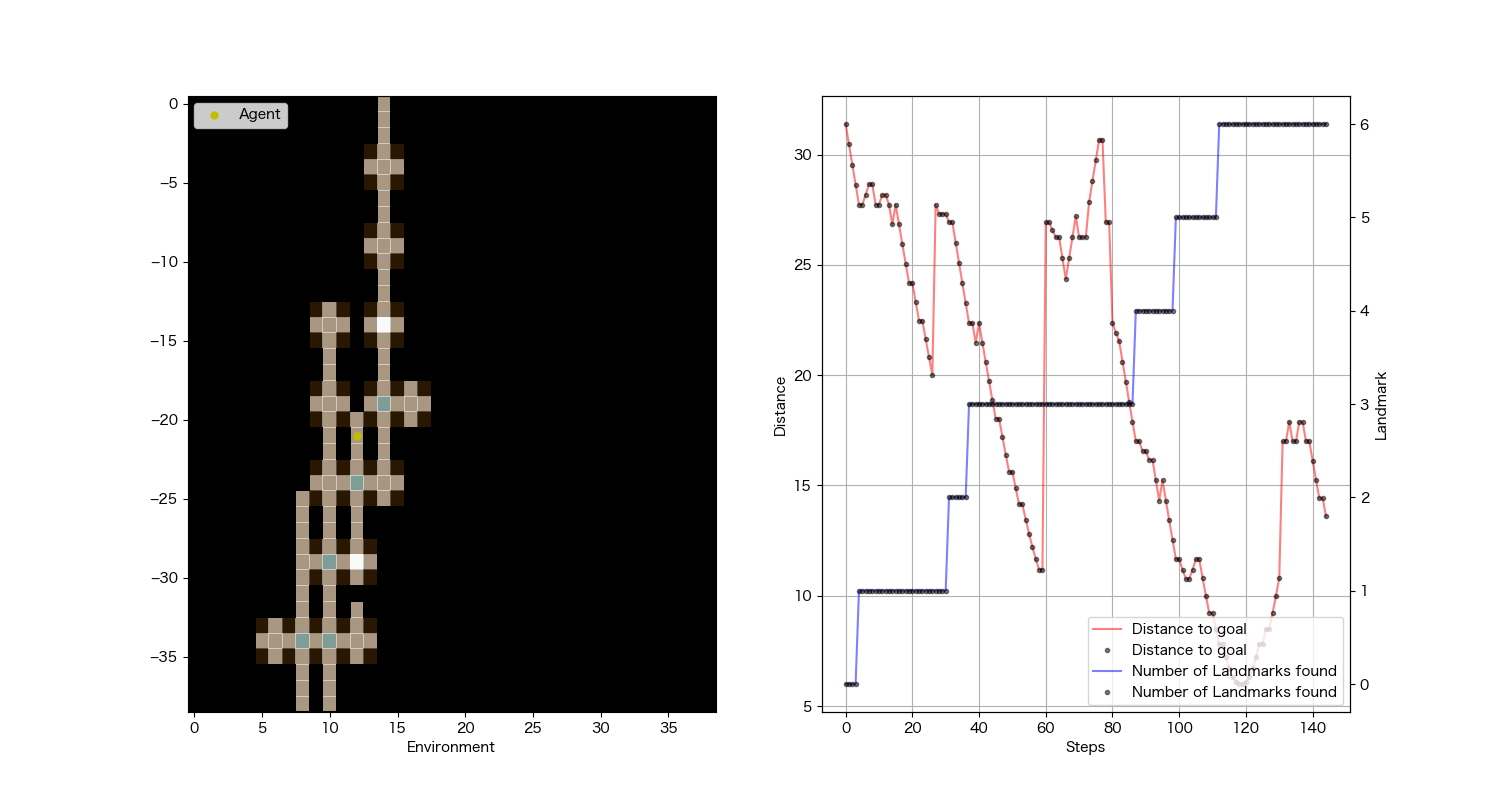 Agent
0
−5
−10
−15
−20
−25
−30
−35
0 5 10 15 20 25 30 35
Environment
Distance
30
25
20
15
10
5
0 20 40 60 80 100 120 140
Steps
6
5
4
3
2
1
0
Landmark
Distance to goal
Distance to goal
Number of Landmarks found
Number of Landmarks found